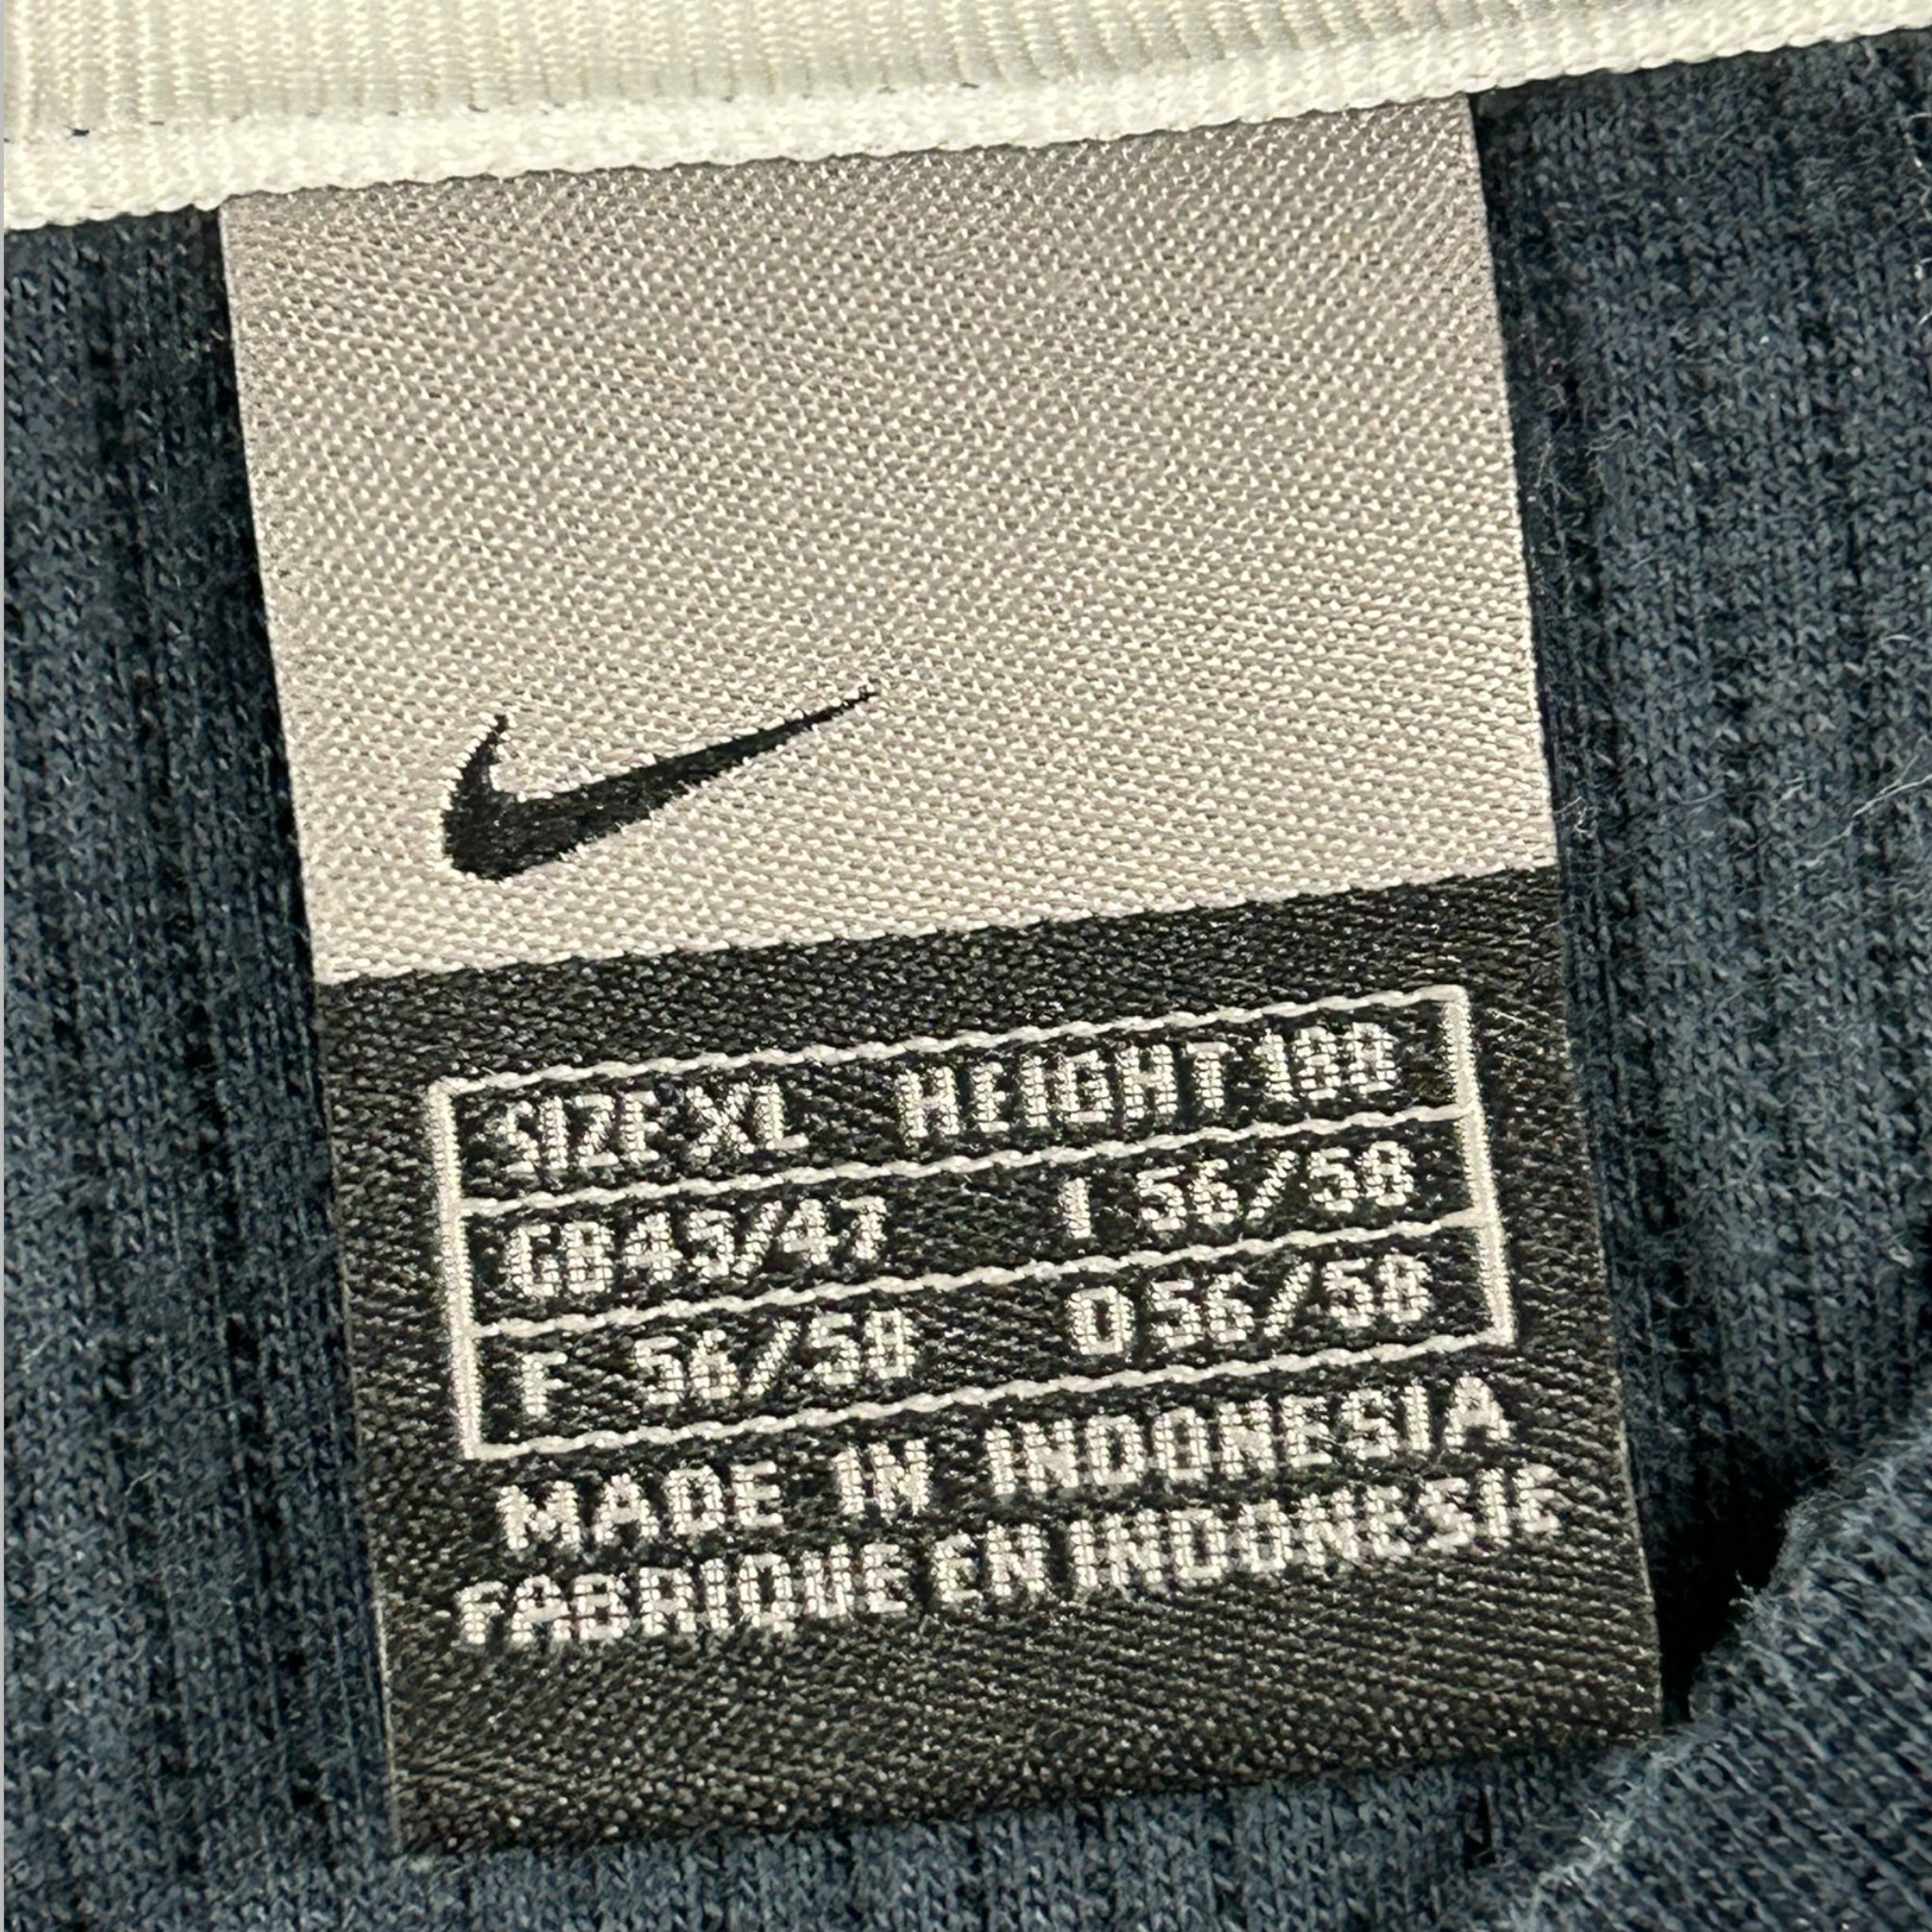 SIZE XL HEIGHT 188
GB 45/47 I 56/58
F 56/58 D 56/58
MADE IN INDONESIA
FABRIQUE EN INDONESIE